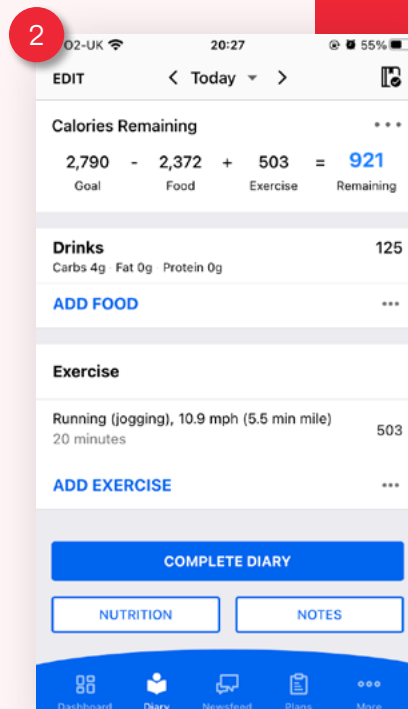 2
O2-UK 20:27 55%
EDIT < Today >
Calories Remaining
2,790 - 2,372 + 503 = 921
Goal Food Exercise Remaining
Drinks 125
Carbs 4g · Fat 0g · Protein 0g
ADD FOOD
Exercise
Running (jogging), 10.9 mph (5.5 min mile) 503
20 minutes
ADD EXERCISE
COMPLETE DIARY
NUTRITION NOTES
Dashboard Diary Newsfeed Plans More